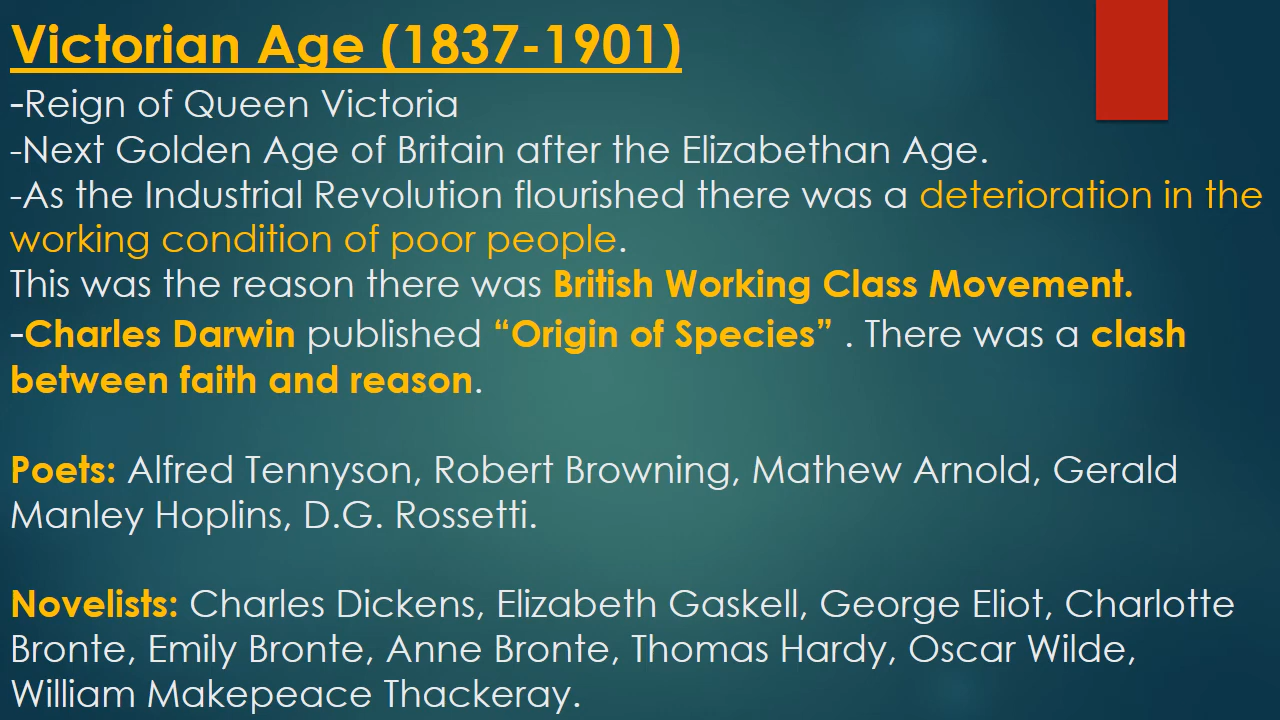 Victorian Age (1837-1901)
-Reign of Queen Victoria
-Next Golden Age of Britain after the Elizabethan Age.
-As the Industrial Revolution flourished there was a deterioration in the
working condition of poor people.
This was the reason there was British Working Class Movement.
-Charles Darwin published “Origin of Species” . There was a clash
between faith and reason.
Poets: Alfred Tennyson, Robert Browning, Mathew Arnold, Gerald
Manley Hoplins, D.G. Rossetti.
Novelists: Charles Dickens, Elizabeth Gaskell, George Eliot, Charlotte
Bronte, Emily Bronte, Anne Bronte, Thomas Hardy, Oscar Wilde,
William Makepeace Thackeray.